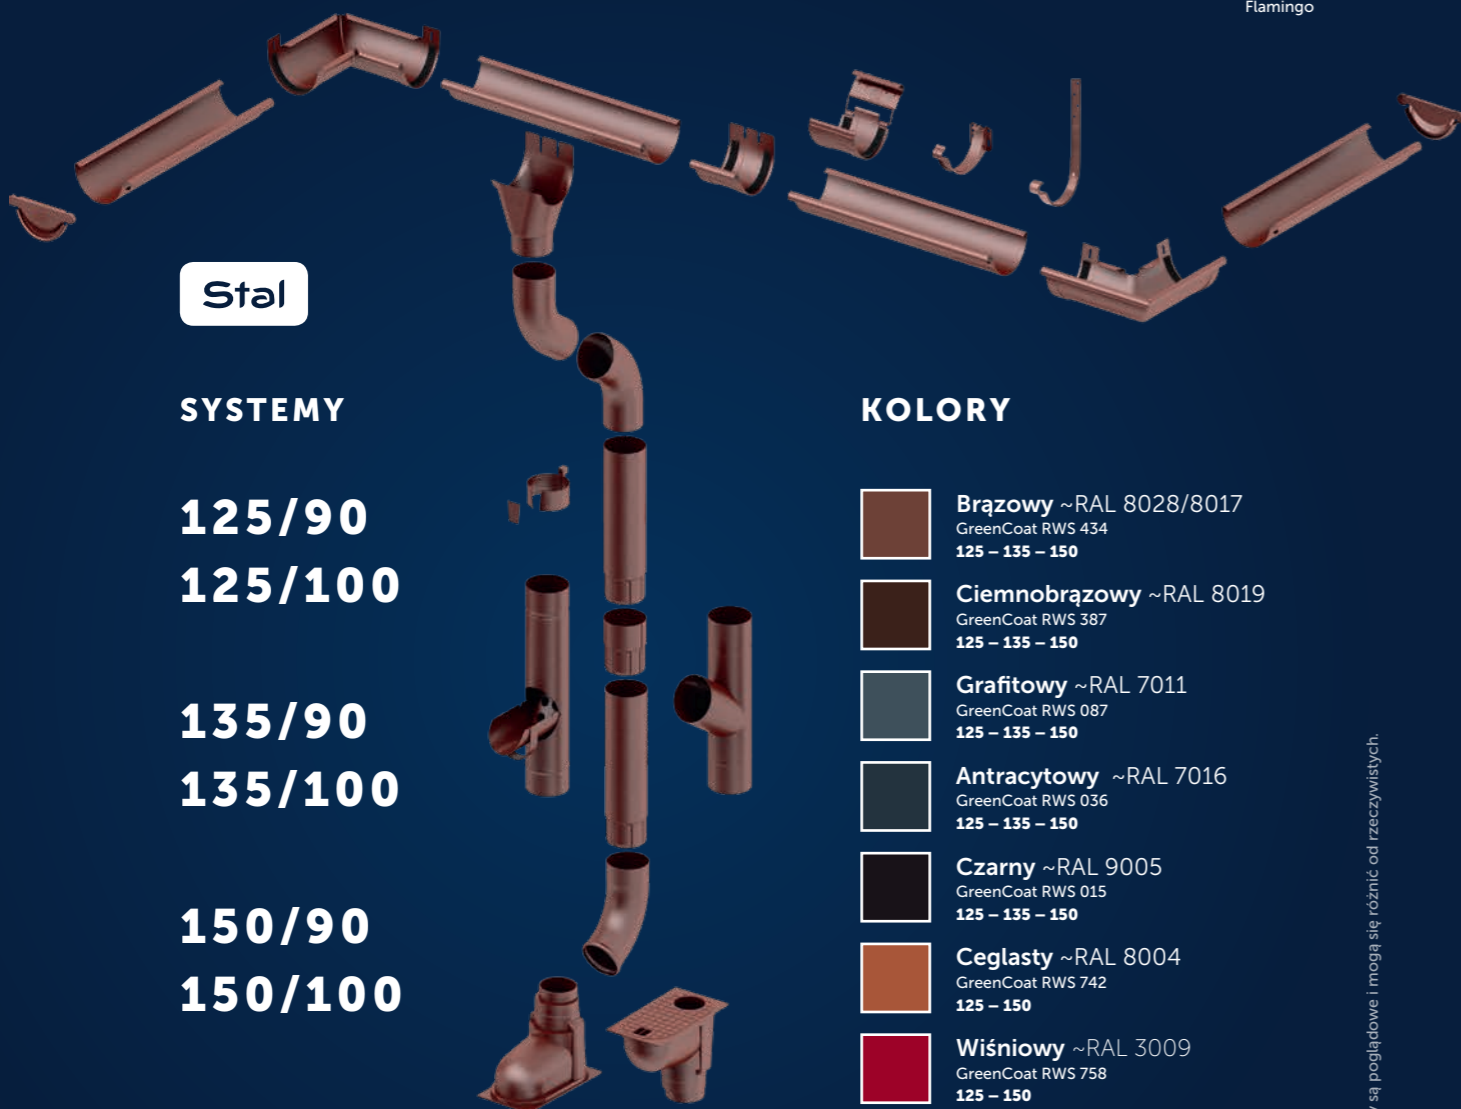 Flamingo
Stal
SYSTEMY
125/90
125/100
135/90
135/100
150/90
150/100
KOLORY
Brązowy ~RAL 8028/8017
GreenCoat RWS 434
125 – 135 – 150
Ciemnobrązowy ~RAL 8019
GreenCoat RWS 387
125 – 135 – 150
Grafitowy ~RAL 7011
GreenCoat RWS 087
125 – 135 – 150
Antracytowy ~RAL 7016
GreenCoat RWS 036
125 – 135 – 150
Czarny ~RAL 9005
GreenCoat RWS 015
125 – 135 – 150
Ceglasty ~RAL 8004
GreenCoat RWS 742
125 – 150
Wiśniowy ~RAL 3009
GreenCoat RWS 758
125 – 150
są poglądowe i mogą się różnić od rzeczywistych.